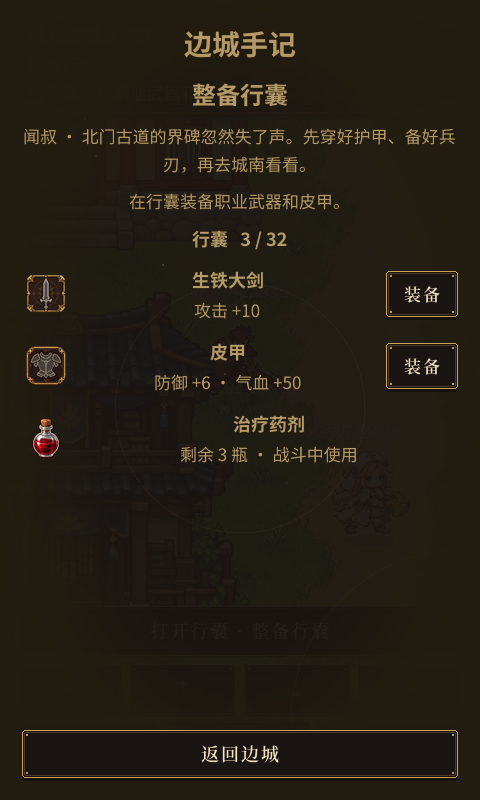 边城手记
整备行囊
闻叔 · 北门古道的界碑忽然失了声。先穿好护甲、备好兵
刃，再去城南看看。
在行囊装备职业武器和皮甲。
行囊 3 / 32
生铁大剑
攻击 +10
装备
皮甲
防御 +6 · 气血 +50
装备
治疗药剂
剩余 3 瓶 · 战斗中使用
打开行囊 · 整备行囊
返回边城